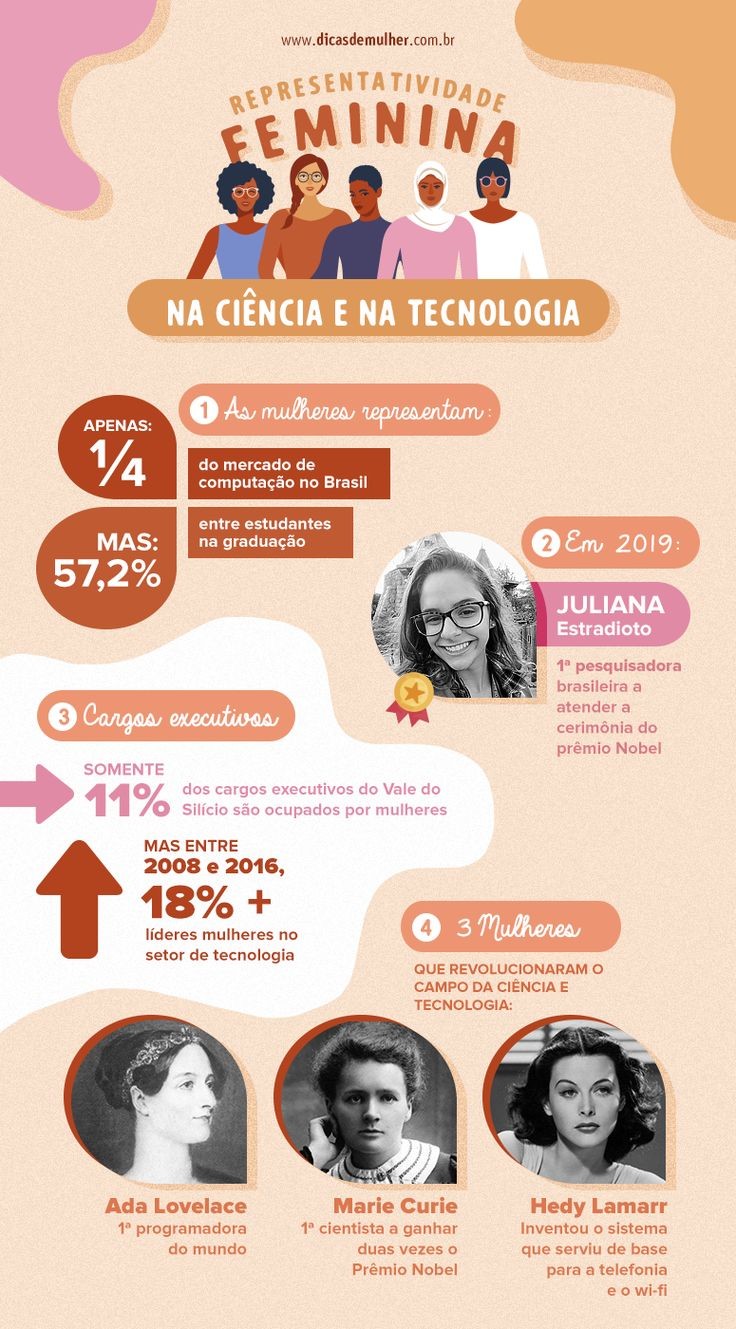 www.dicasdemulher.com.br
REPRESENTATIVIDADE
FEMININA
NA CIÊNCIA E NA TECNOLOGIA
1 As mulheres representam:
APENAS:
1/4
do mercado de
computação no Brasil
MAS:
57,2%
entre estudantes
na graduação
2 Em 2019:
JULIANA
Estradioto
1ª pesquisadora
brasileira a
atender a
cerimônia do
prêmio Nobel
3 Cargos executivos
SOMENTE
11%
dos cargos executivos do Vale do
Silício são ocupados por mulheres
MAS ENTRE
2008 e 2016,
18% +
líderes mulheres no
setor de tecnologia
4 3 Mulheres
QUE REVOLUCIONARAM O
CAMPO DA CIÊNCIA E
TECNOLOGIA:
Ada Lovelace
1ª programadora
do mundo
Marie Curie
1ª cientista a ganhar
duas vezes o
Prêmio Nobel
Hedy Lamarr
Inventou o sistema
que serviu de base
para a telefonia
e o wi-fi